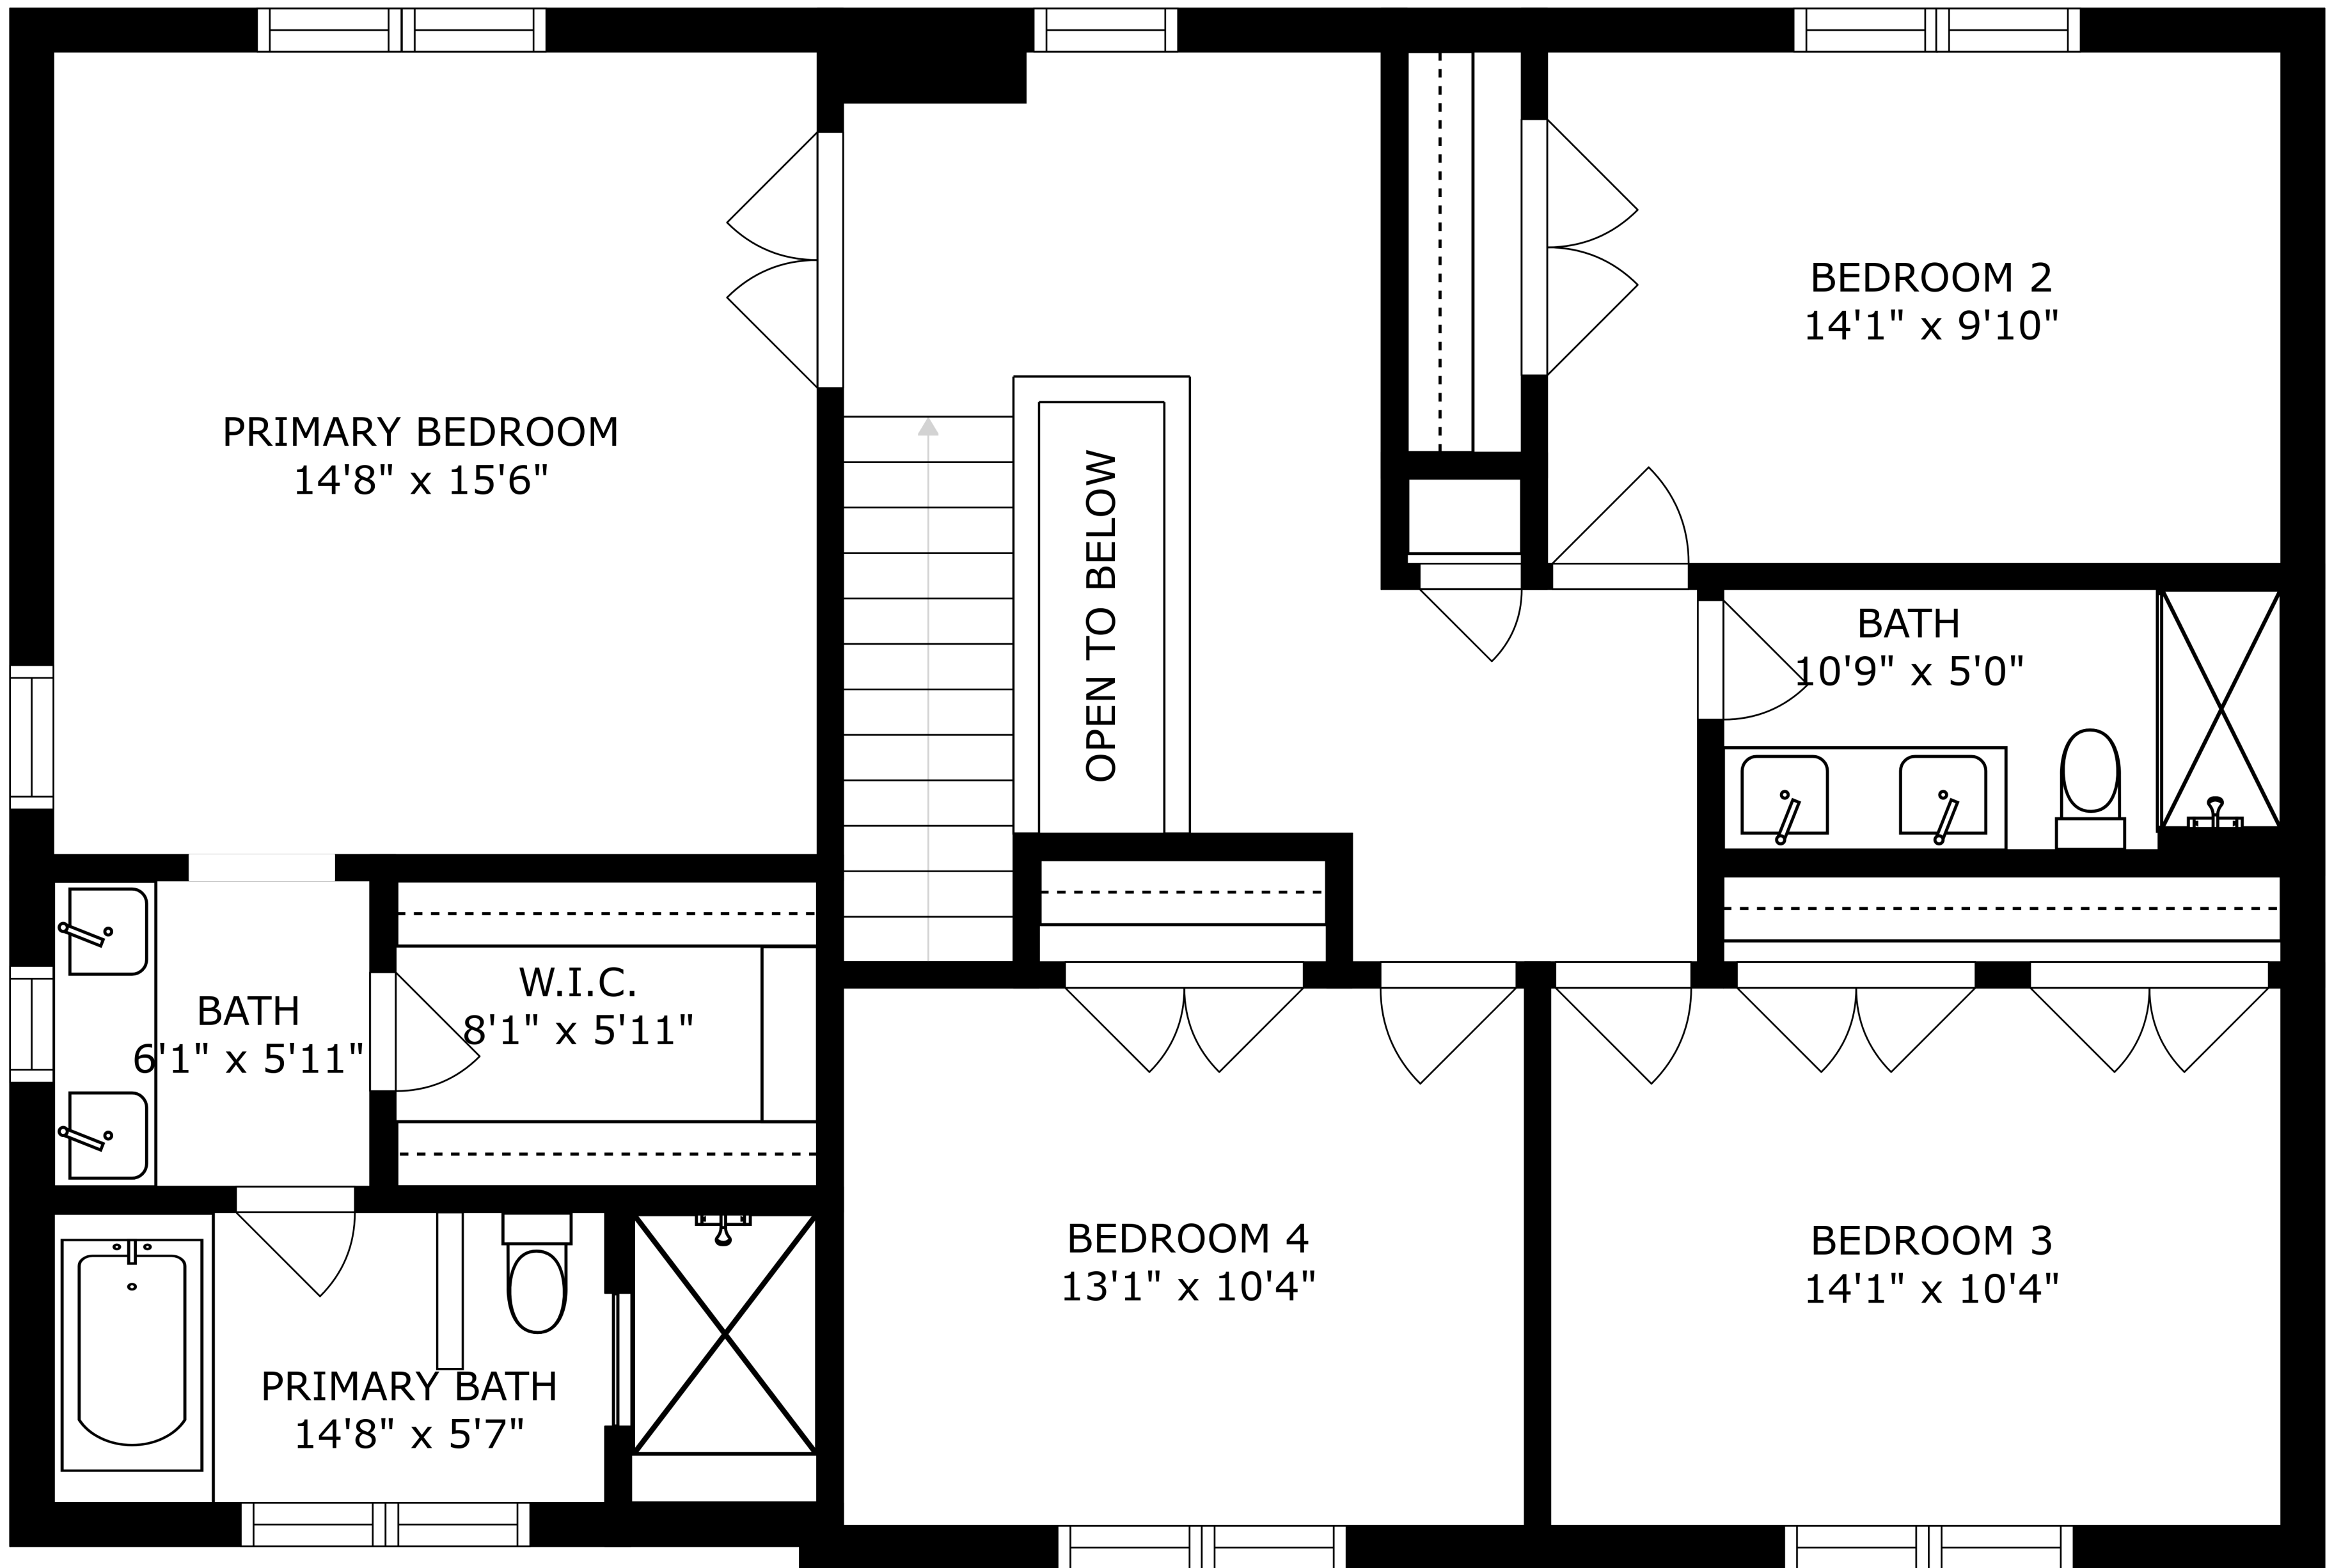 PRIMARY BEDROOM
14'8" x 15'6"
OPEN TO BELOW
BEDROOM 2
14'1" x 9'10"
BATH
10'9" x 5'0"
BATH
6'1" x 5'11"
W.I.C.
8'1" x 5'11"
PRIMARY BATH
14'8" x 5'7"
BEDROOM 4
13'1" x 10'4"
BEDROOM 3
14'1" x 10'4"